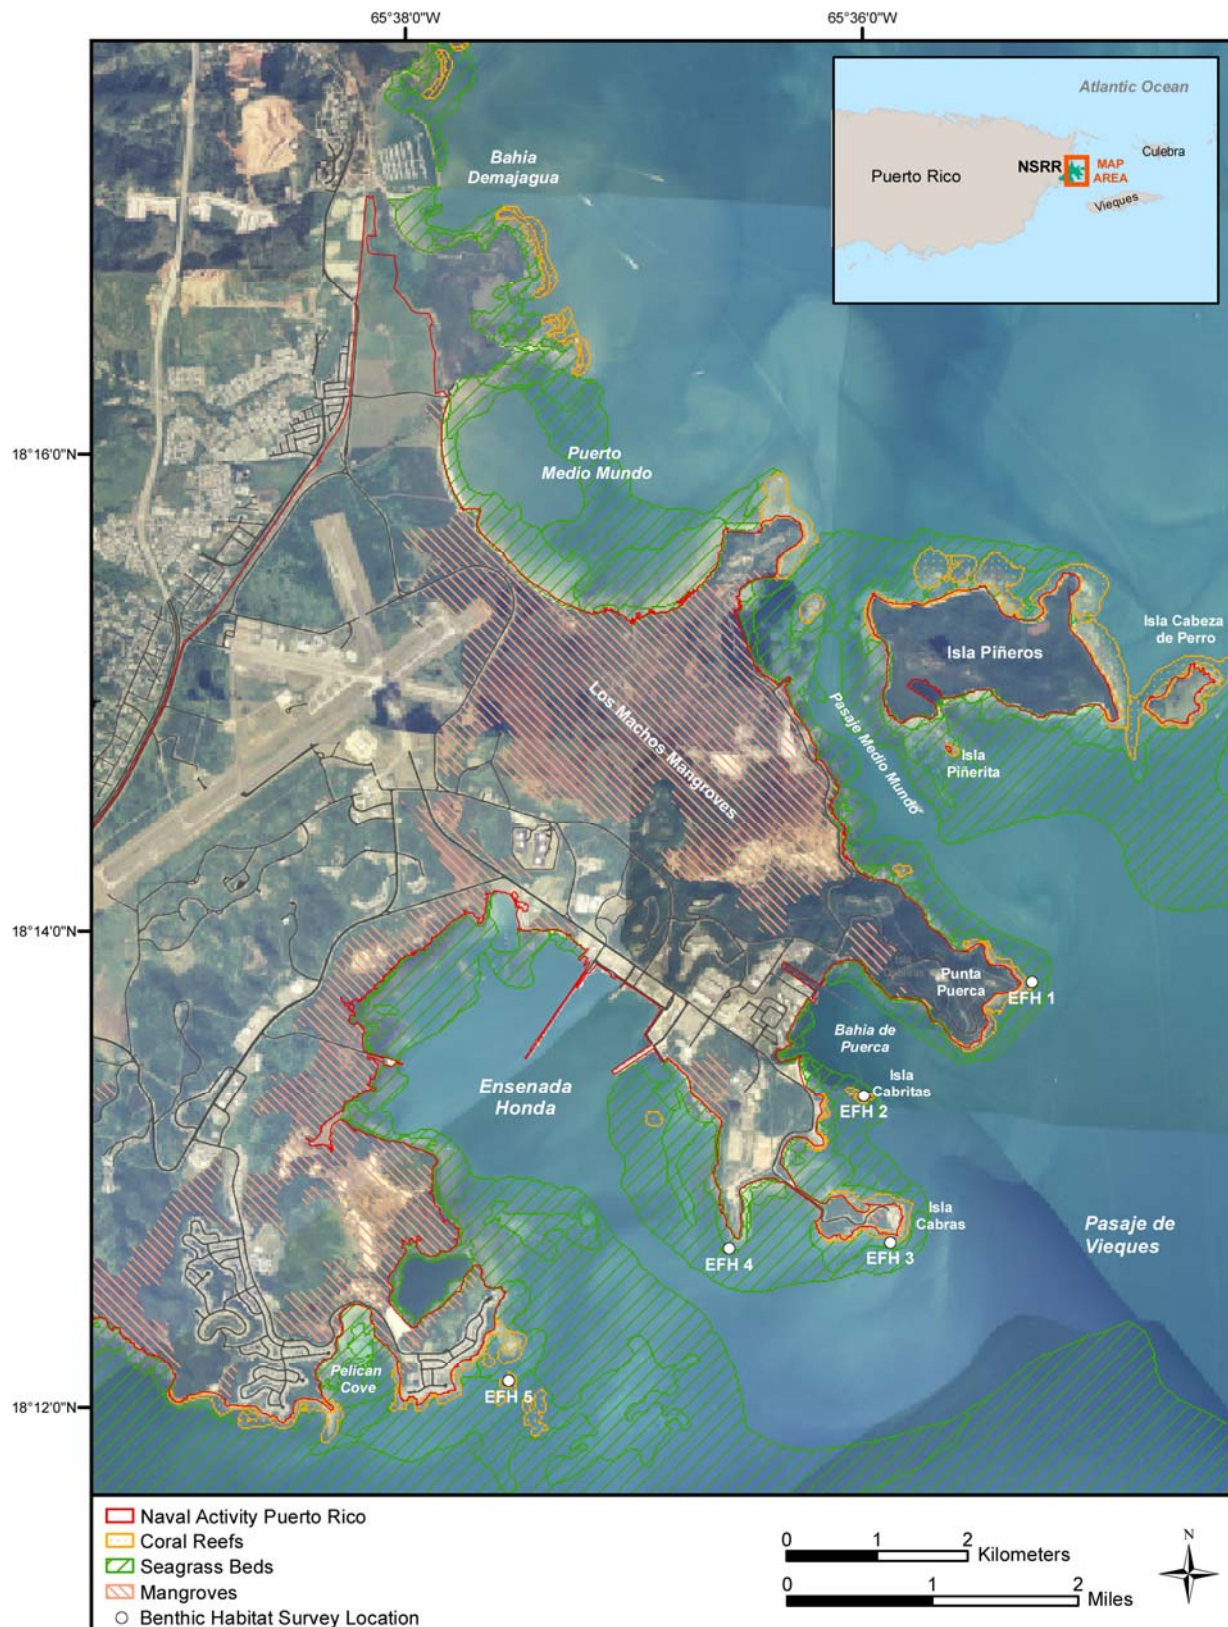 65°38'0"W
65°36'0"W
Atlantic Ocean
Culebra
NSRR
MAP
AREA
Puerto Rico
Vieques
Bahia
Demajagua
18°16'0"N
Puerto
Medio Mundo
Isla Cabeza
de Perro
Isla Piñeros
Los Machos Mangroves
Pasaje Medio Mundo
Isla
Piñerita
18°14'0"N
Isla
Cabritas
Punta
Puerca
EFH 1
Bahia de
Puerca
Isla
Cabritas
EFH 2
Ensenada
Honda
Isla
Cabras
Pasaje de
Vieques
EFH 3
EFH 4
Pelican
Cove
EFH 5
18°12'0"N
Naval Activity Puerto Rico
Coral Reefs
Seagrass Beds
Mangroves
Benthic Habitat Survey Location
0 1 2
Kilometers
0 1 2
Miles
N